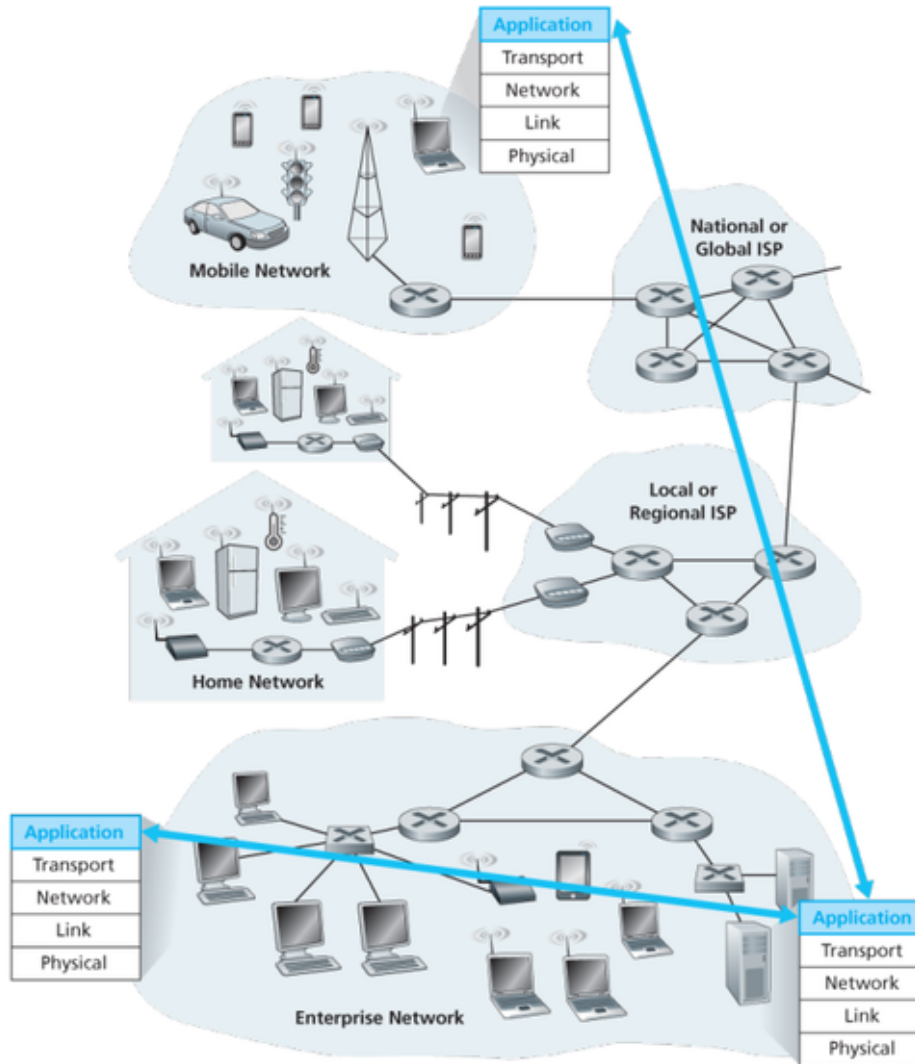 Application
Transport
Network
Link
Physical
National or
Global ISP
Mobile Network
Local or
Regional ISP
Home Network
Application
Transport
Network
Link
Physical
Application
Transport
Network
Link
Physical
Enterprise Network